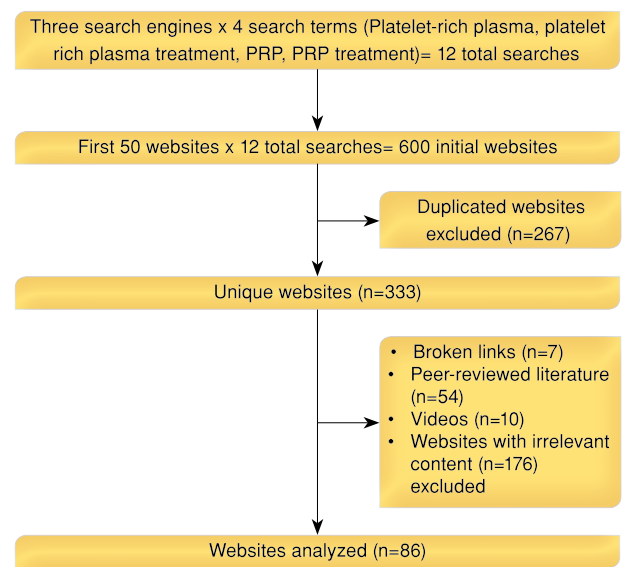 Three search engines x 4 search terms (Platelet-rich plasma, platelet
rich plasma treatment, PRP, PRP treatment)= 12 total searches
First 50 websites x 12 total searches= 600 initial websites
Duplicated websites
excluded (n=267)
Unique websites (n=333)
• Broken links (n=7)
• Peer-reviewed literature
(n=54)
• Videos (n=10)
• Websites with irrelevant
content (n=176)
excluded
Websites analyzed (n=86)